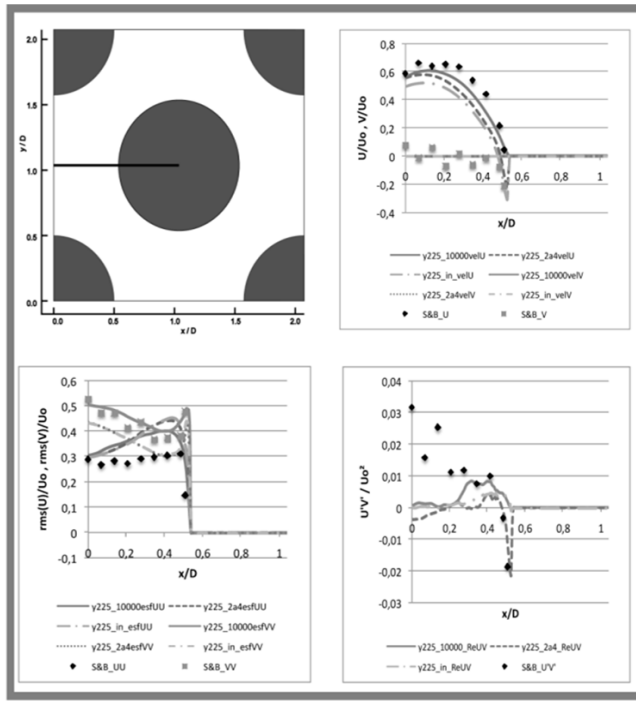 2.0
1.5
1.0
0.5
0.0
y/D
0.0 0.5 1.0 1.5 2.0
x/D
0,8
0,6
0,4
0,2
0
-0,2
-0,4
U/Uo , V/Uo
0 0,2 0,4 0,6 0,8 1
x/D
y225_10000velU y225_2a4velU
y225_in_velU y225_10000velV
y225_2a4velV y225_in_velV
S&B_U S&B_V
0,6
0,5
0,4
0,3
0,2
0,1
0
-0,1
rms(U)/Uo , rms(V)/Uo
0 0,2 0,4 0,6 0,8 1
x/D
y225_10000esfUU y225_2a4esfUU
y225_in_esfUU y225_10000esfVV
y225_2a4esfVV y225_in_esfVV
S&B_UU S&B_VV
0,04
0,03
0,02
0,01
0
-0,01
-0,02
-0,03
U'V' / Uo²
0 0,2 0,4 0,6 0,8 1
x/D
y225_10000_ReUV y225_2a4_ReUV
y225_in_ReUV S&B_U'V'